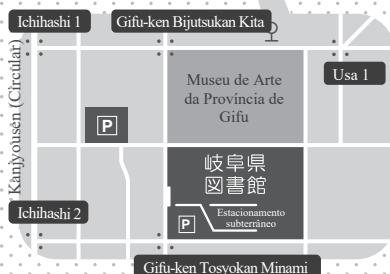 Ichihashi 1
Gifu-ken Bijutsukan Kita
Kanjyousen (Circular)
Museu de Arte
da Província de
Gifu
Usa 1
P
岐阜県
図書館
Ichihashi 2
P
Estacionamento
subterrâneo
Gifu-ken Tosyokan Minami